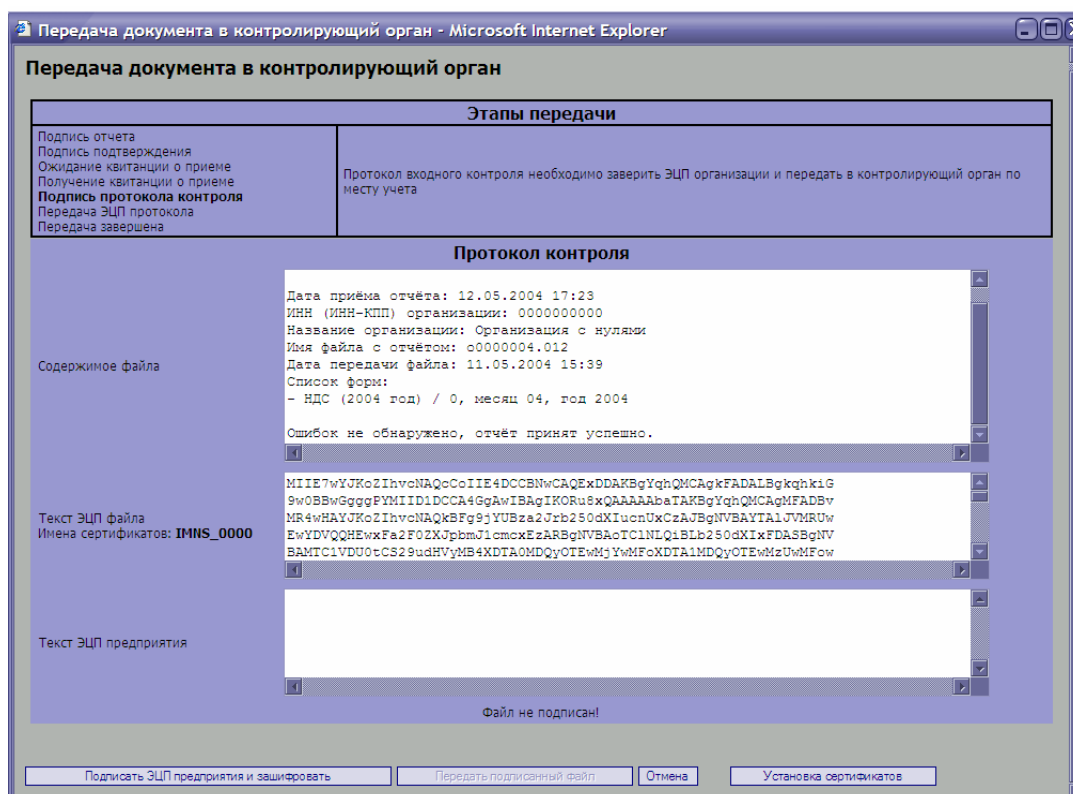 Передача документа в контролирующий орган - Microsoft Internet Explorer
Передача документа в контролирующий орган
Этапы передачи
Подпись отчета
Подпись подтверждения
Ожидание квитанции о приеме
Получение квитанции о приеме
Подпись протокола контроля
Передача ЭЦП протокола
Передача завершена
Протокол входного контроля необходимо заверить ЭЦП организации и передать в контролирующий орган по
месту учета
Протокол контроля
Содержимое файла
Дата приёма отчёта: 12.05.2004 17:23
ИНН (ИНН-КПП) организации: 0000000000
Название организации: Организация с нулями
Имя файла с отчётом: o0000004.012
Дата передачи файла: 11.05.2004 15:39
Список форм:
- НДС (2004 год) / 0, месяц 04, год 2004
Ошибок не обнаружено, отчёт принят успешно.
Текст ЭЦП файла
Имена сертификатов: IMNS_0000
MIIE7wYJKoZIhvcNAQcCoIIE4DCCBNwCAQExDDAKBgYqhQMCAgkFADALBgkqhkiG
9w0BBwGgggPYMIID1DCCA4GgAwIBAgIKORu8xQAAAAAbaTAKBgYqhQMCAgMFADBv
MR4wHAYJKoZIhvcNAQkBFg9jYUBza2Jrb250dXIucnUxCzAJBgNVBAYTAlJVMRUw
EwYDVQQHEwxFa2F0ZXJpbmJ1cmcxEzARBgNVBAoTClNLQiBLb250dXIxFDASBgNV
BAMTC1VDU0tCS29udHVyMB4XDTA0MDQyOTEwMjYwMFoXDTA1MDQyOTEwMzUwMFow
Текст ЭЦП предприятия
Файл не подписан!
Подписать ЭЦП предприятия и зашифровать
Передать подписанный файл
Отмена
Установка сертификатов